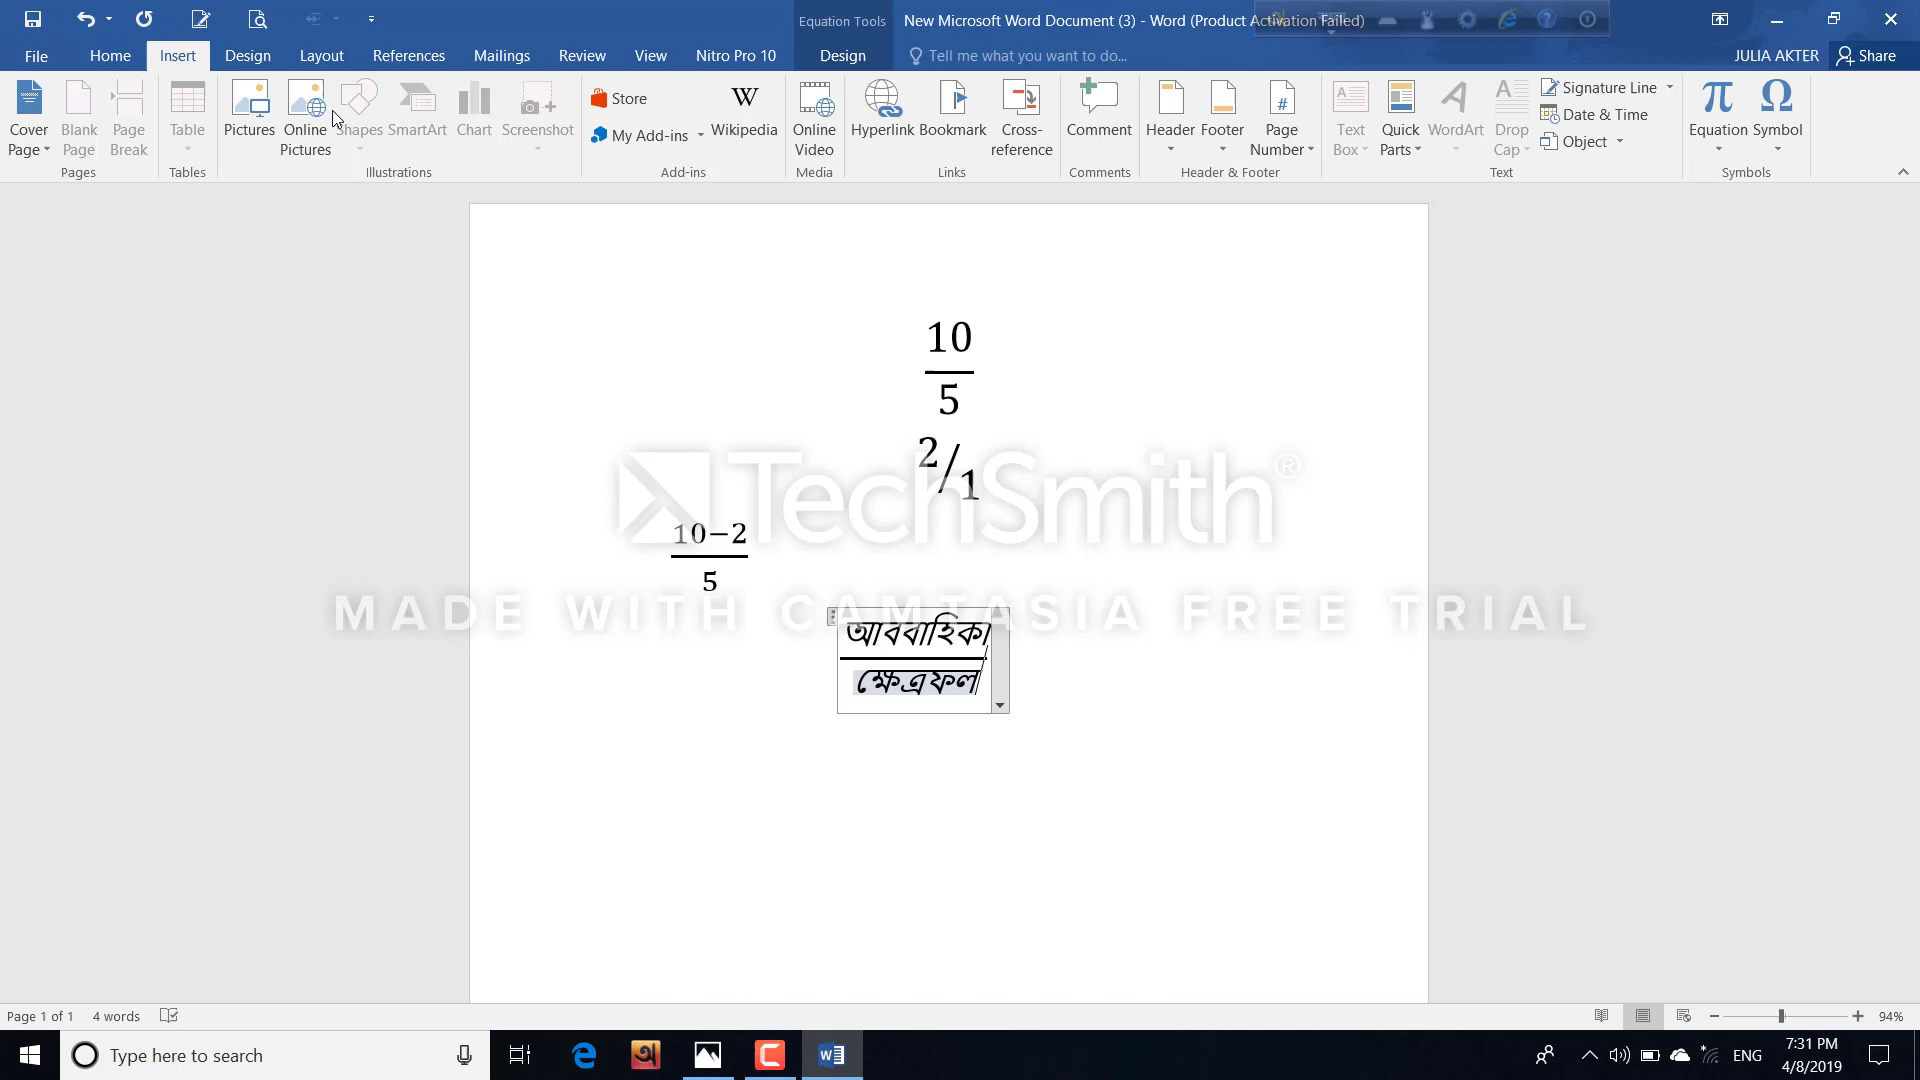 Equation Tools
New Microsoft Word Document (3) - Word (Product Activation Failed)
File Home Insert Design Layout References Mailings Review View Nitro Pro 10 Design Tell me what you want to do... JULIA AKTER Share
Cover Page
Blank Page
Page Break
Pages
Table
Tables
Pictures
Online Pictures
Shapes
SmartArt
Chart
Screenshot
Illustrations
Store
My Add-ins
W
Wikipedia
Add-ins
Online Video
Media
Hyperlink
Bookmark
Cross-reference
Links
Comment
Comments
Header
Footer
#
Page Number
Header & Footer
A
Text Box
Quick Parts
A
WordArt
A
Drop Cap
Signature Line
Date & Time
Object
Text
π
Equation
Ω
Symbol
Symbols
10
5
2/1
TechSmith®
10−2
5
MADE WITH CAMTASIA FREE TRIAL
আববাহিকা
ক্ষেএফল
Page 1 of 1 4 words 94%
Type here to search
অ
ENG
7:31 PM
4/8/2019